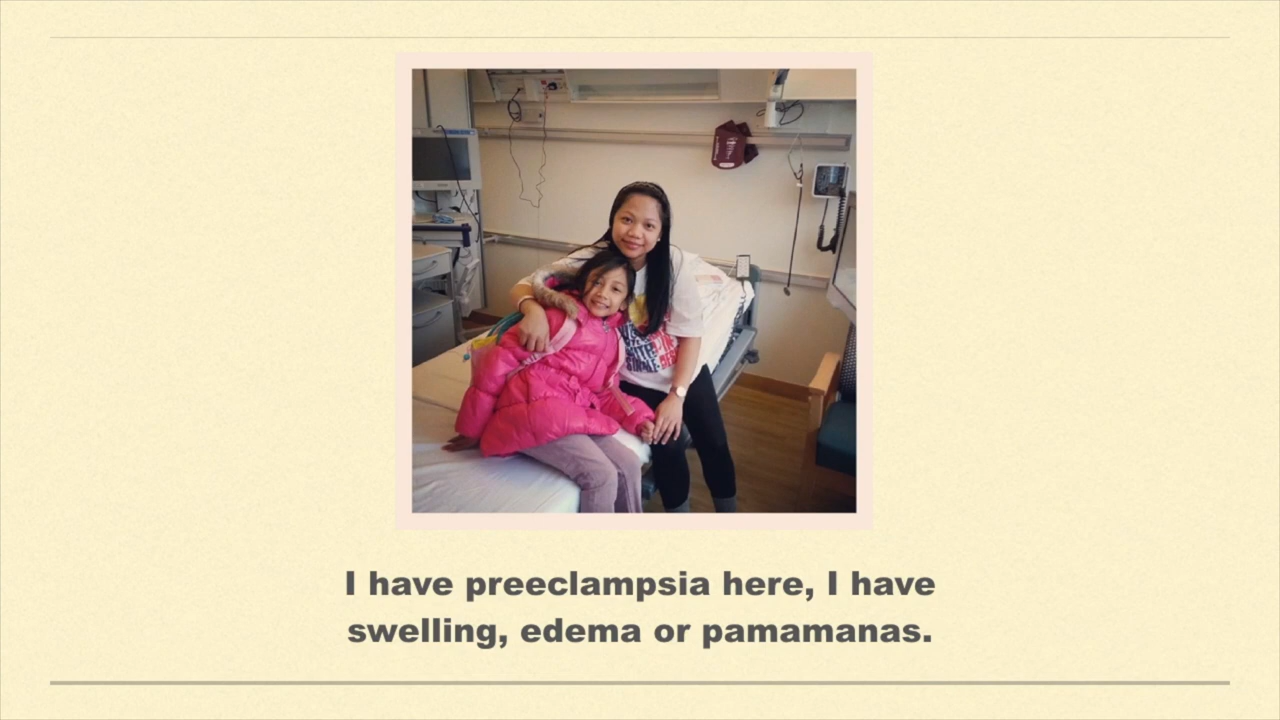 I have preeclampsia here, I have
swelling, edema or pamamanas.